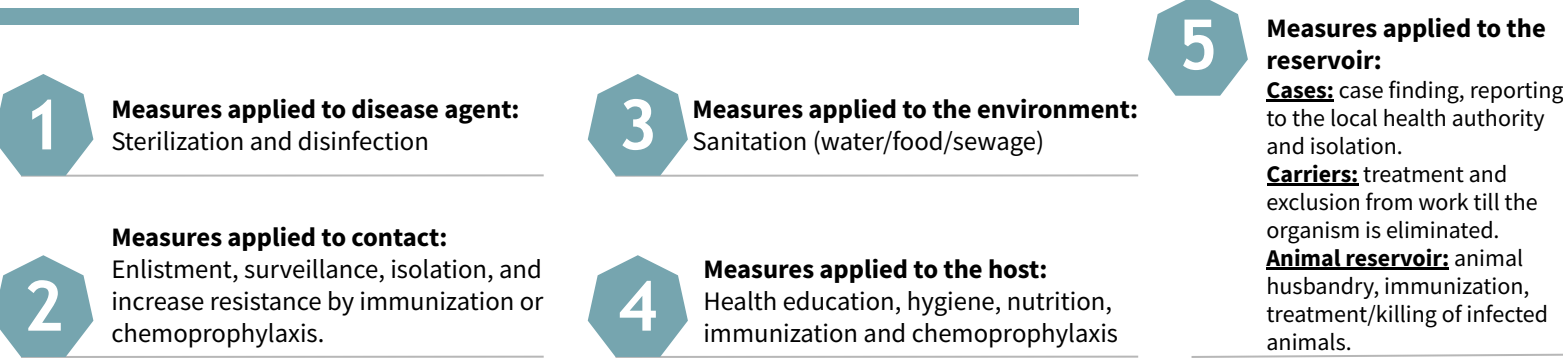 1
Measures applied to disease agent:
Sterilization and disinfection
2
Measures applied to contact:
Enlistment, surveillance, isolation, and
increase resistance by immunization or
chemoprophylaxis.
3
Measures applied to the environment:
Sanitation (water/food/sewage)
4
Measures applied to the host:
Health education, hygiene, nutrition,
immunization and chemoprophylaxis
5
Measures applied to the
reservoir:
Cases: case finding, reporting
to the local health authority
and isolation.
Carriers: treatment and
exclusion from work till the
organism is eliminated.
Animal reservoir: animal
husbandry, immunization,
treatment/killing of infected
animals.